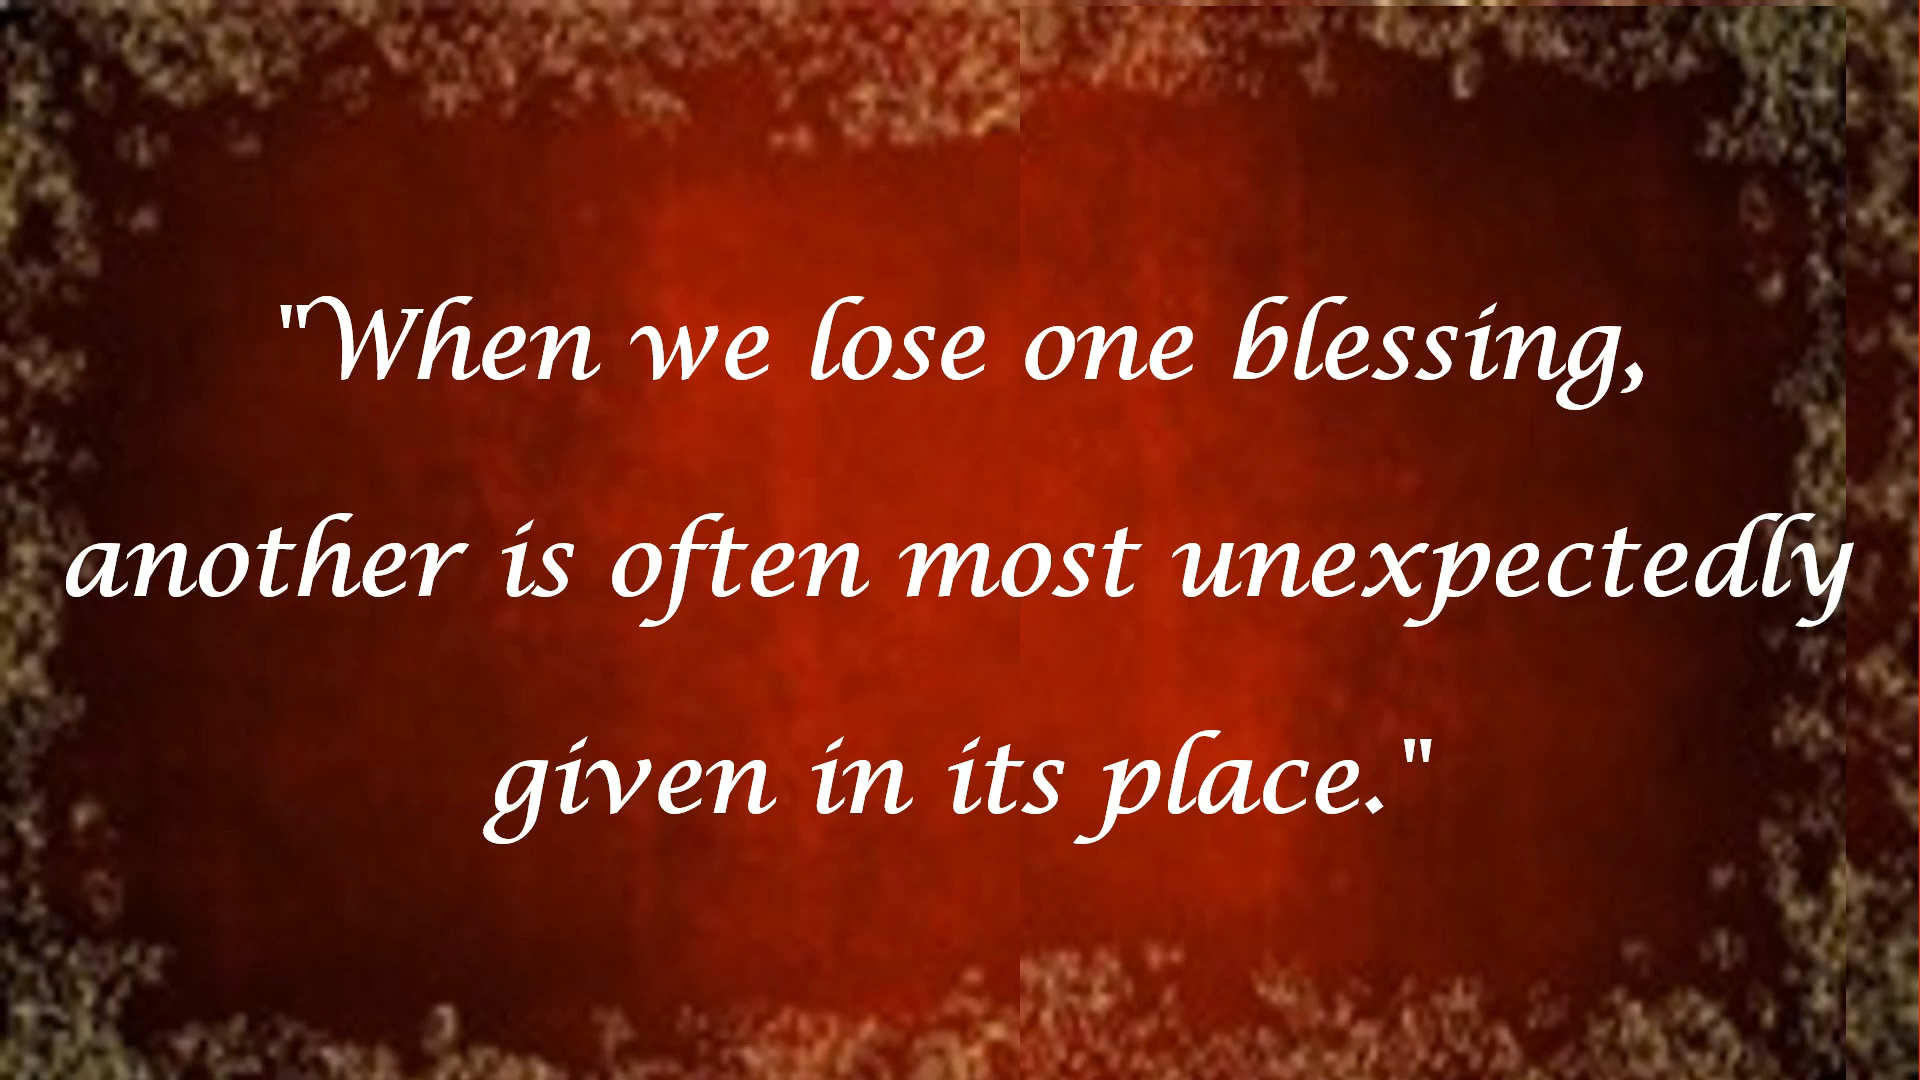 "When we lose one blessing,
another is often most unexpectedly
given in its place."